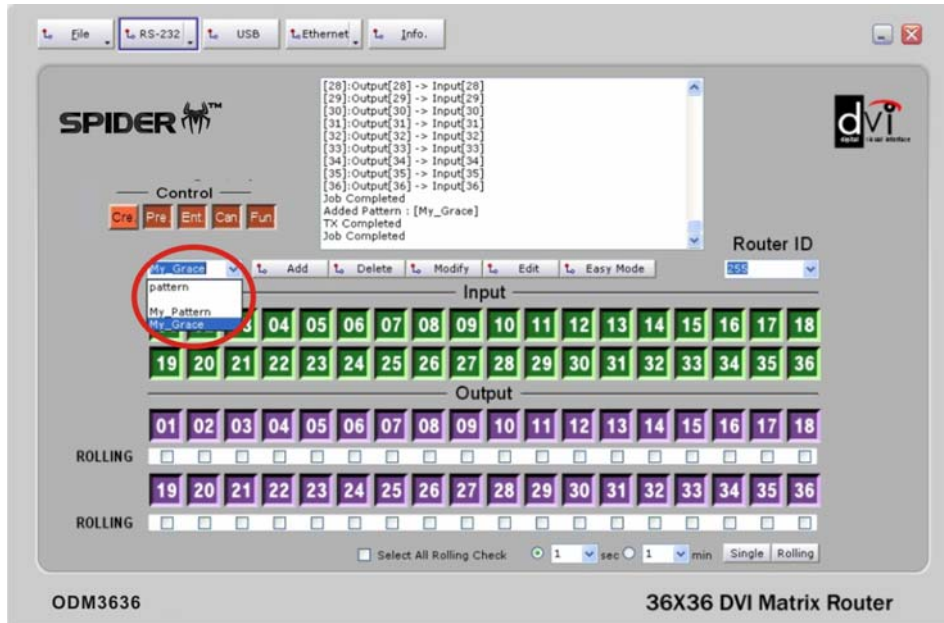 File RS-232 USB Ethernet Info.
SPIDER™
dvi
digital visual interface
[28]:Output[28] -> Input[28]
[29]:Output[29] -> Input[29]
[30]:Output[30] -> Input[30]
[31]:Output[31] -> Input[31]
[32]:Output[32] -> Input[32]
[33]:Output[33] -> Input[33]
[34]:Output[34] -> Input[34]
[35]:Output[35] -> Input[35]
[36]:Output[36] -> Input[36]
Job Completed
Added Pattern : [My_Grace]
TX Completed
Job Completed
Control
Cre. Pre. Ent. Can Fun.
Router ID
My_Grace Add Delete Modify Edit Easy Mode 255
pattern
My_Pattern
My_Grace
Input
3 04 05 06 07 08 09 10 11 12 13 14 15 16 17 18
19 20 21 22 23 24 25 26 27 28 29 30 31 32 33 34 35 36
Output
01 02 03 04 05 06 07 08 09 10 11 12 13 14 15 16 17 18
ROLLING
19 20 21 22 23 24 25 26 27 28 29 30 31 32 33 34 35 36
ROLLING
Select All Rolling Check 1 sec 1 min Single Rolling
ODM3636 36X36 DVI Matrix Router